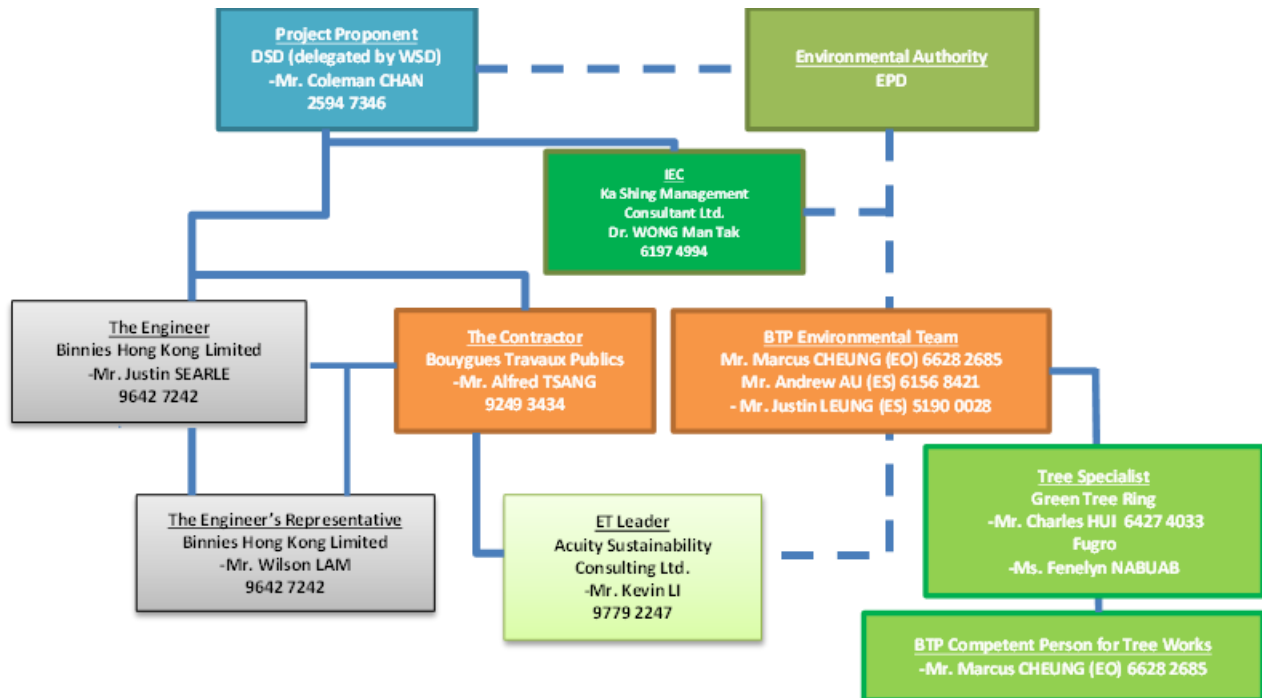 Project Proponent
DSD (delegated by WSD)
-Mr. Coleman CHAN
2594 7346
Environmental Authority
EPD
IEC
Ka Shing Management
Consultant Ltd.
Dr. WONG Man Tak
6197 4994
The Engineer
Binnies Hong Kong Limited
-Mr. Justin SEARLE
9642 7242
The Contractor
Bouygues Travaux Publics
-Mr. Alfred TSANG
9249 3434
BTP Environmental Team
Mr. Marcus CHEUNG (EO) 6628 2685
Mr. Andrew AU (ES) 6156 8421
- Mr. Justin LEUNG (ES) 5190 0028
The Engineer's Representative
Binnies Hong Kong Limited
-Mr. Wilson LAM
9642 7242
ET Leader
Acuity Sustainability
Consulting Ltd.
-Mr. Kevin LI
9779 2247
Tree Specialist
Green Tree Ring
-Mr. Charles HUI 6427 4033
Fugro
-Ms. Fenelyn NABUAB
BTP Competent Person for Tree Works
-Mr. Marcus CHEUNG (EO) 6628 2685